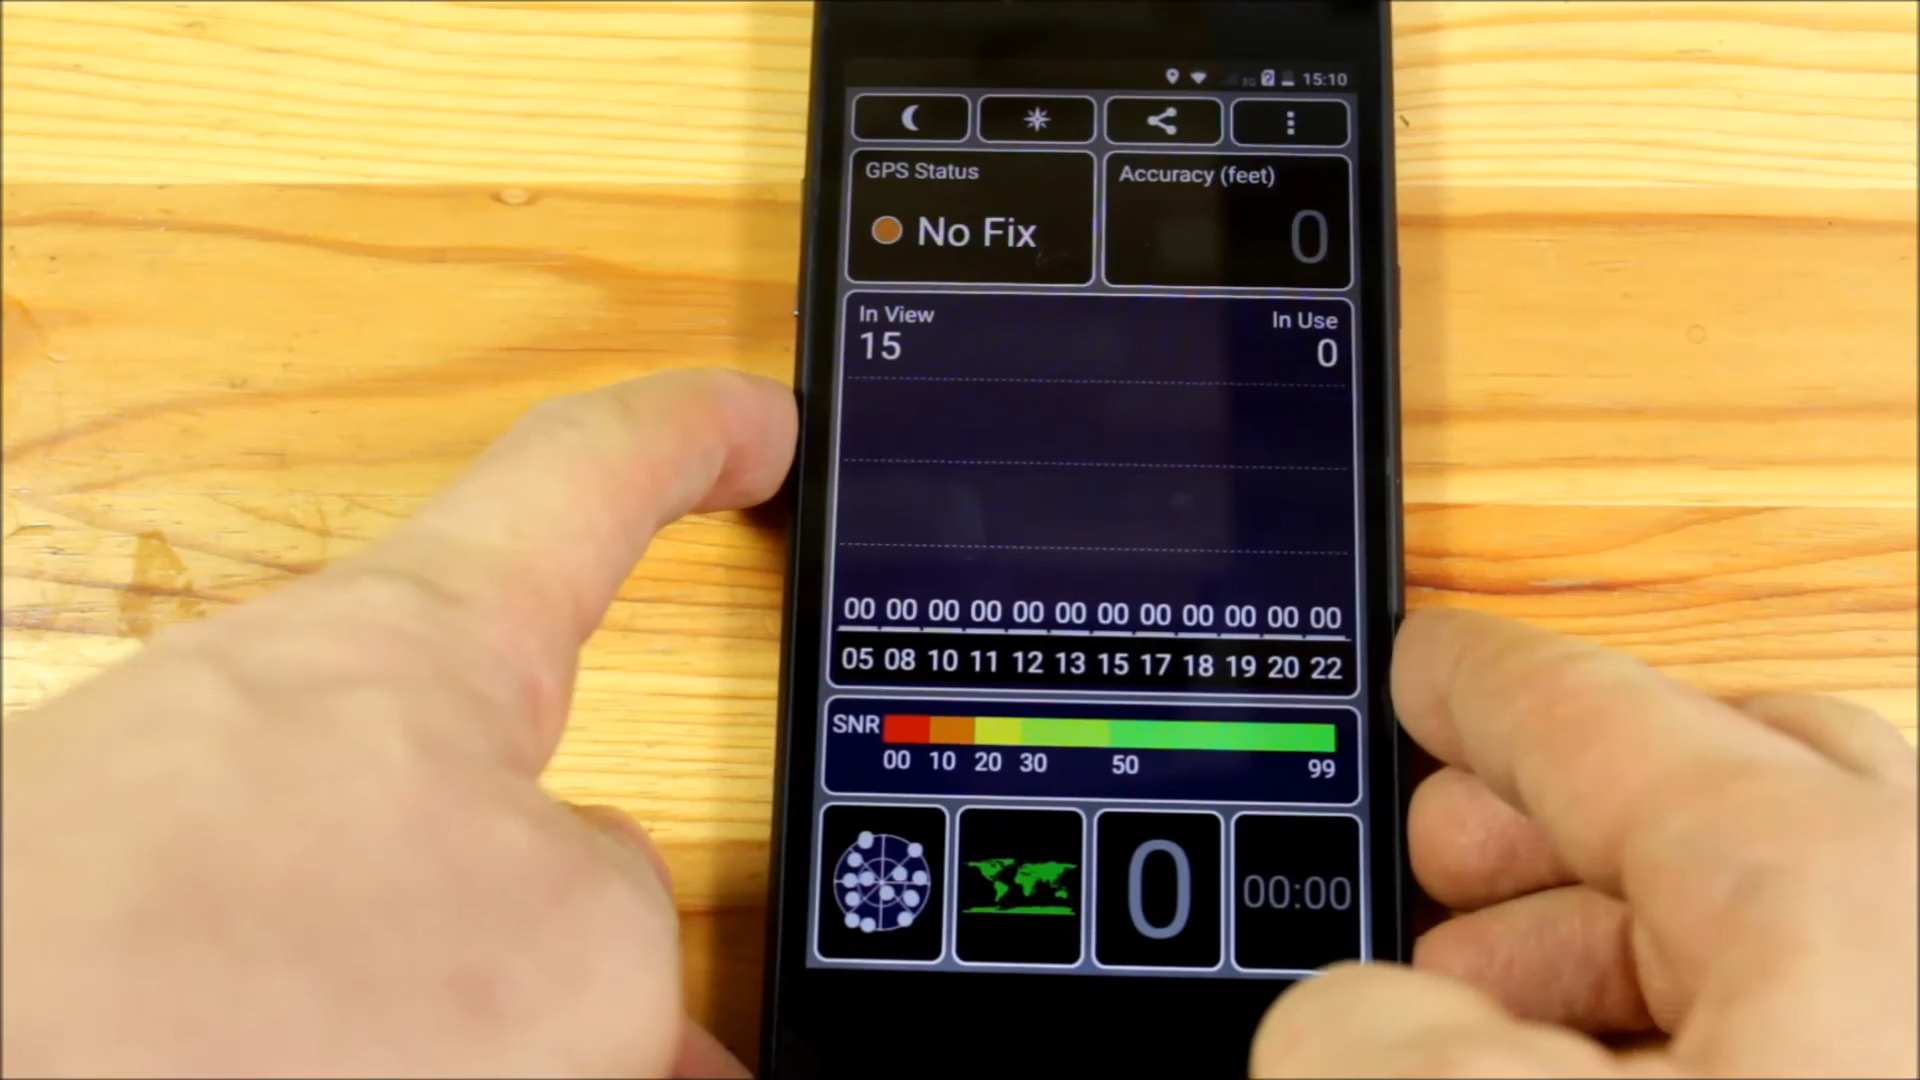 15:10
GPS Status
Accuracy (feet)
No Fix
0
In View
In Use
15
0
00 00 00 00 00 00 00 00 00 00 00 00
05 08 10 11 12 13 15 17 18 19 20 22
SNR
00 10 20 30 50 99
0
00:00